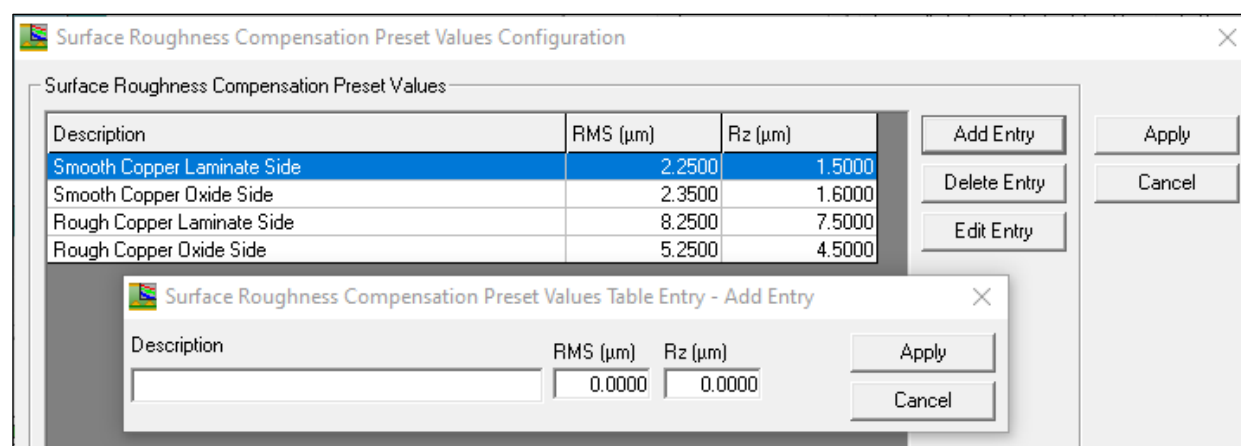 Surface Roughness Compensation Preset Values Configuration
Surface Roughness Compensation Preset Values
Description RMS (µm) Rz (µm)
Smooth Copper Laminate Side 2.2500 1.5000
Smooth Copper Oxide Side 2.3500 1.6000
Rough Copper Laminate Side 8.2500 7.5000
Rough Copper Oxide Side 5.2500 4.5000
Add Entry
Delete Entry
Edit Entry
Apply
Cancel
Surface Roughness Compensation Preset Values Table Entry - Add Entry
Description RMS (µm) Rz (µm)
0.0000 0.0000
Apply
Cancel